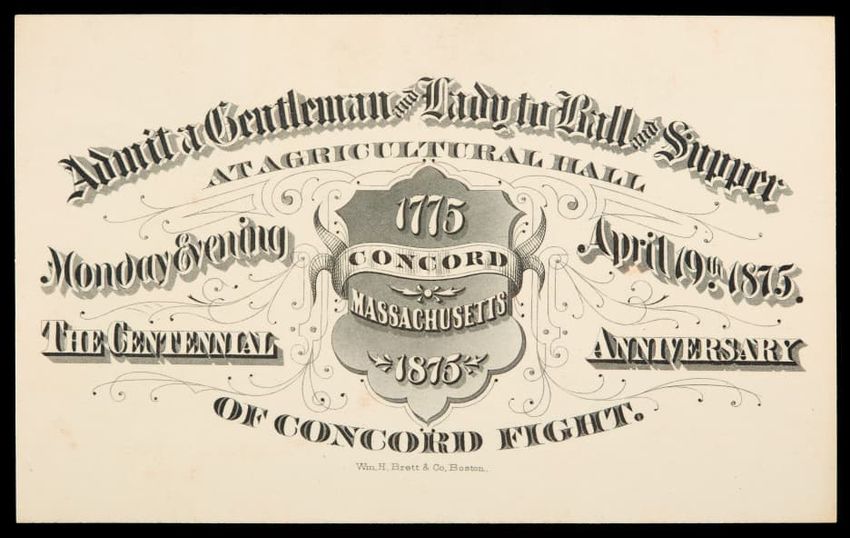 Admit a Gentleman and Lady to Ball and Supper
AT AGRICULTURAL HALL
Monday Evening April 19th 1875.
1775
CONCORD
MASSACHUSETTS
1875
THE CENTENNIAL ANNIVERSARY
OF CONCORD FIGHT.
Wm. H. Brett & Co, Boston.